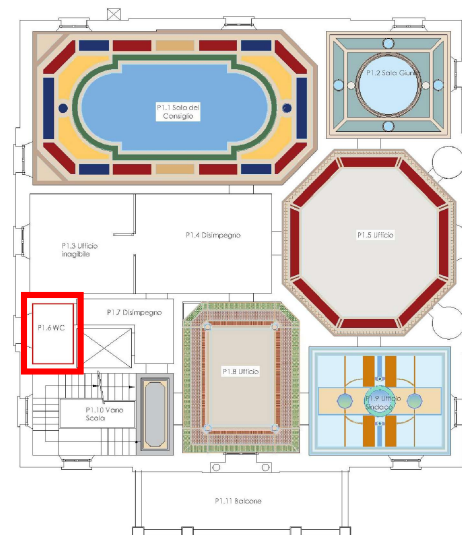 P1.1 Sala del
Consiglio
P1.2 Sala Giunta
P1.3 Ufficio
inagibile
P1.4 Disimpegno
P1.5 Ufficio
P1.6 WC
P1.7 Disimpegno
P1.8 Ufficio
P1.9 Ufficio
Sindaco
P1.10 Vano
Scala
P1.11 Balcone